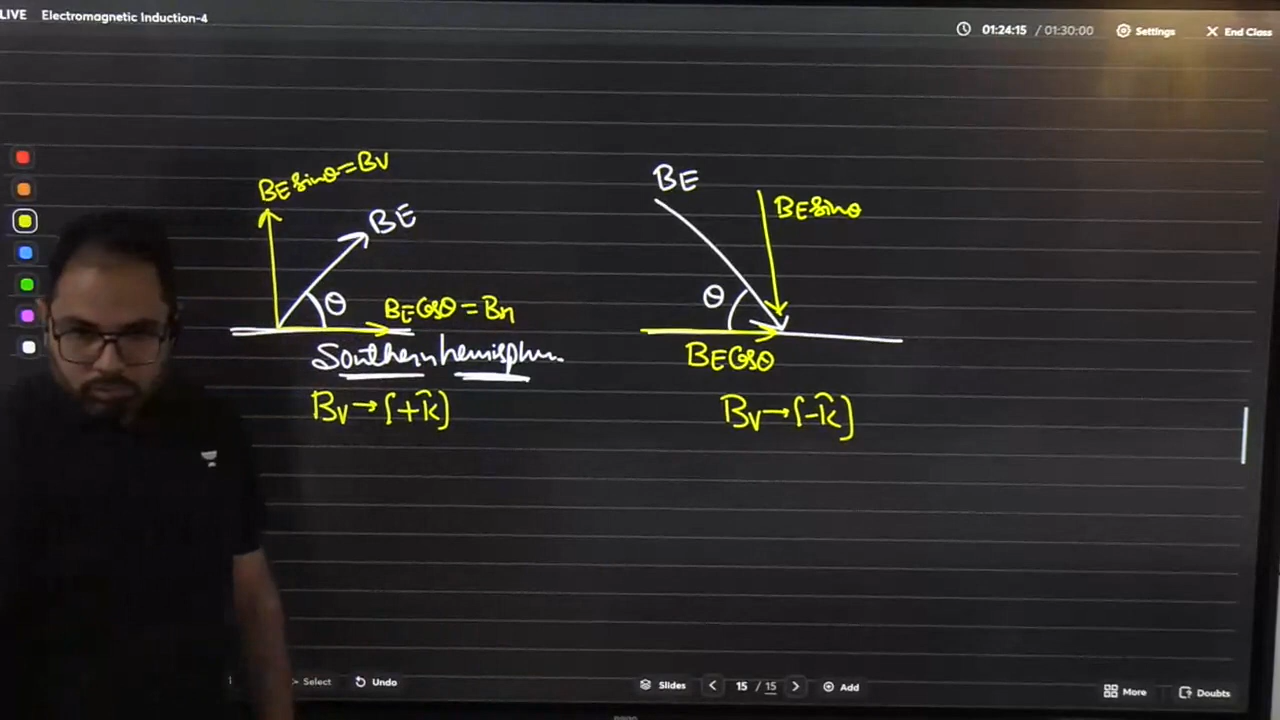 LIVE Electromagnetic Induction-4
01:24:15 / 01:30:00 Settings End Class
BE sinθ = BV
BE
θ
BE Cosθ = BH
Southern hemisphere
BV → [+k̂]
BE
BE sinθ
θ
BE Cosθ
BV → [-k̂]
Select Undo
Slides 15 / 15 Add
More Doubts